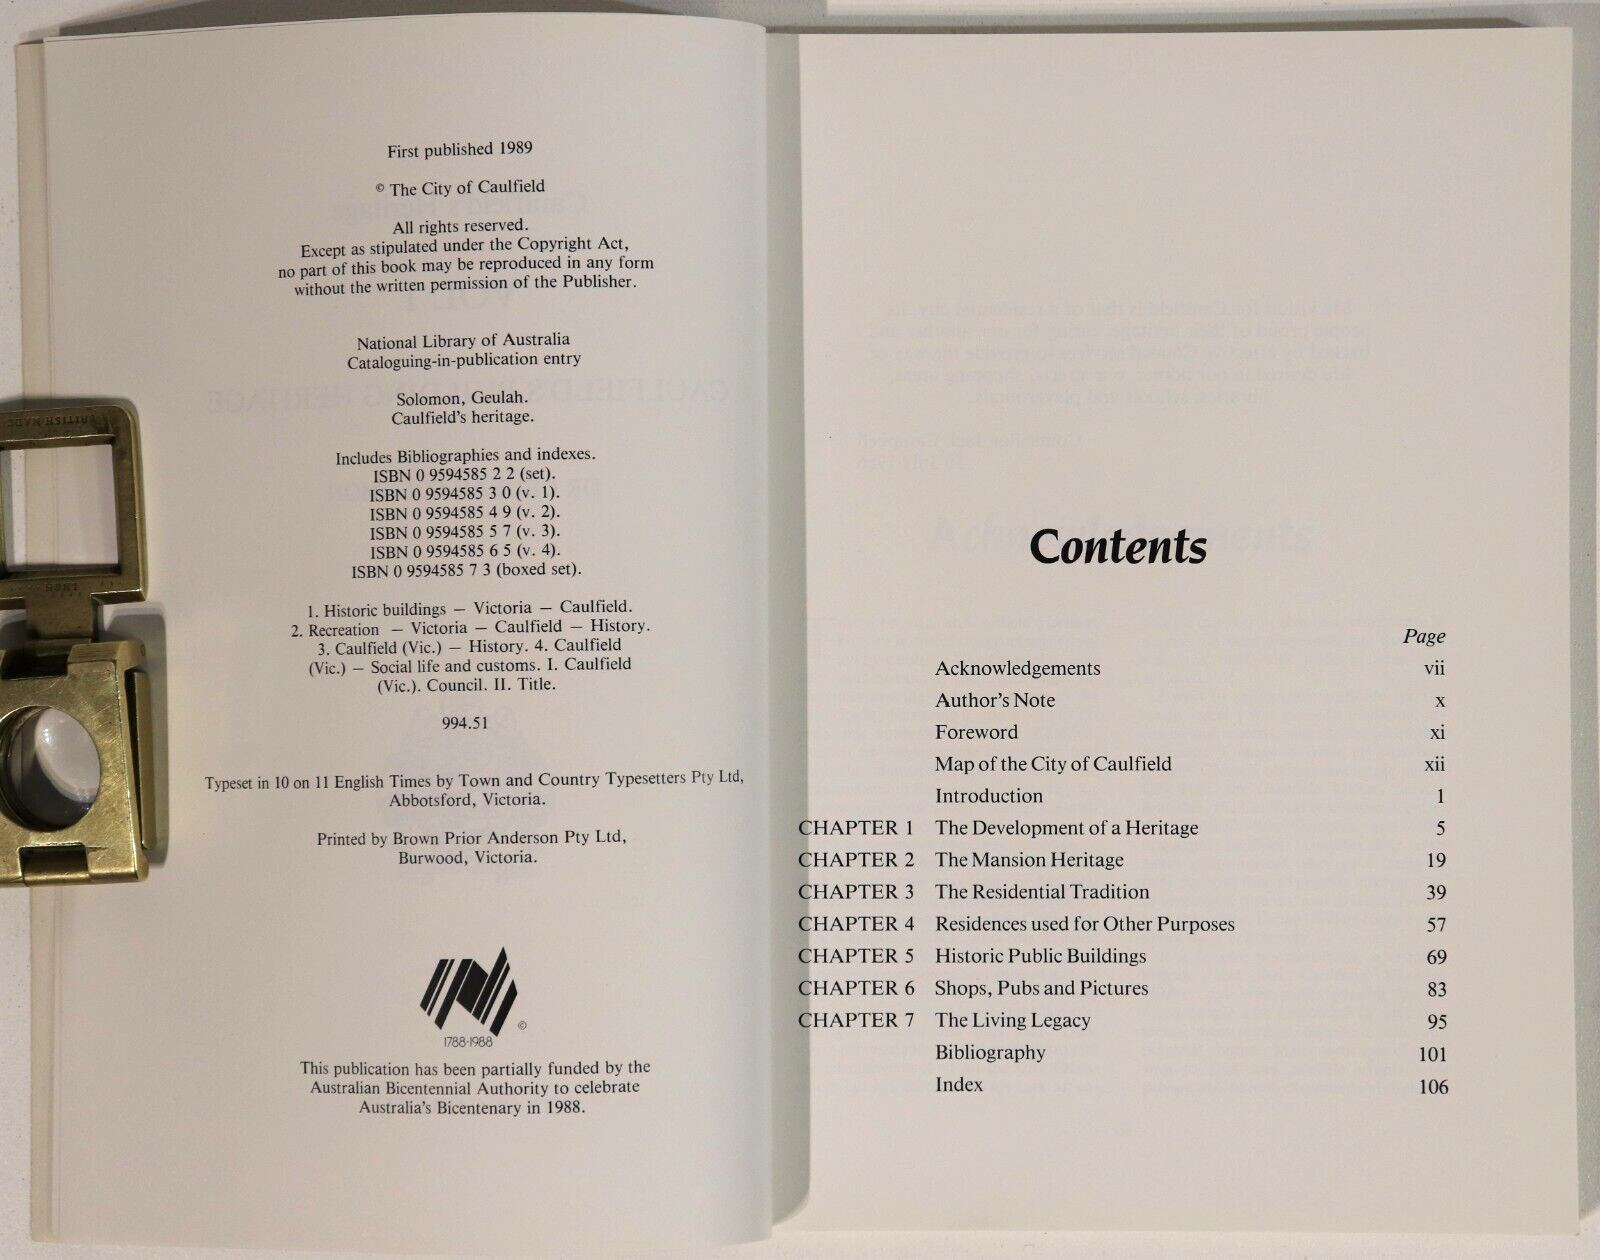 First published 1989
© The City of Caulfield
All rights reserved.
Except as stipulated under the Copyright Act,
no part of this book may be reproduced in any form
without the written permission of the Publisher.
National Library of Australia
Cataloguing-in-publication entry
Solomon, Geulah.
Caulfield's heritage.
Includes Bibliographies and indexes.
ISBN 0 9594585 2 2 (set).
ISBN 0 9594585 3 0 (v. 1).
ISBN 0 9594585 4 9 (v. 2).
ISBN 0 9594585 5 7 (v. 3).
ISBN 0 9594585 6 5 (v. 4).
ISBN 0 9594585 7 3 (boxed set).
1. Historic buildings — Victoria — Caulfield.
2. Recreation — Victoria — Caulfield — History.
3. Caulfield (Vic.) — History. 4. Caulfield
(Vic.) — Social life and customs. I. Caulfield
(Vic.). Council. II. Title.
994.51
Typeset in 10 on 11 English Times by Town and Country Typesetters Pty Ltd,
Abbotsford, Victoria.
Printed by Brown Prior Anderson Pty Ltd,
Burwood, Victoria.
©
1788-1988
This publication has been partially funded by the
Australian Bicentennial Authority to celebrate
Australia's Bicentenary in 1988.
BRITISH MADE
INCH
Contents
Page
Acknowledgements vii
Author's Note x
Foreword xi
Map of the City of Caulfield xii
Introduction 1
CHAPTER 1 The Development of a Heritage 5
CHAPTER 2 The Mansion Heritage 19
CHAPTER 3 The Residential Tradition 39
CHAPTER 4 Residences used for Other Purposes 57
CHAPTER 5 Historic Public Buildings 69
CHAPTER 6 Shops, Pubs and Pictures 83
CHAPTER 7 The Living Legacy 95
Bibliography 101
Index 106